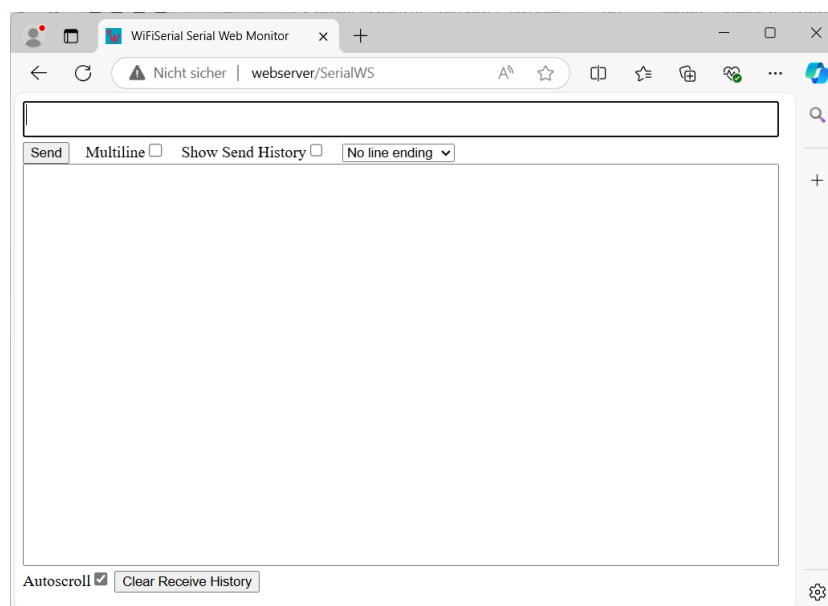 WiFiSerial Serial Web Monitor
Nicht sicher | webserver/SerialWS
Send Multiline Show Send History No line ending
Autoscroll Clear Receive History